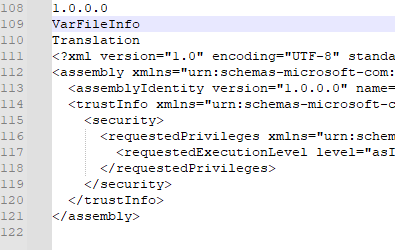 108 1.0.0.0
109 VarFileInfo
110 Translation
111 <?xml version="1.0" encoding="UTF-8" standa
112 <assembly xmlns="urn:schemas-microsoft-com:
113 <assemblyIdentity version="1.0.0.0" name=
114 <trustInfo xmlns="urn:schemas-microsoft-c
115 <security>
116 <requestedPrivileges xmlns="urn:schem
117 <requestedExecutionLevel level="asI
118 </requestedPrivileges>
119 </security>
120 </trustInfo>
121 </assembly>
122